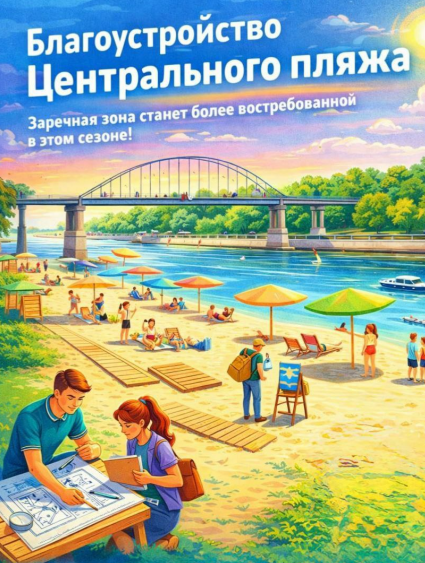 Благоустройство
Центрального пляжа
Заречная зона станет более востребованной
в этом сезоне!